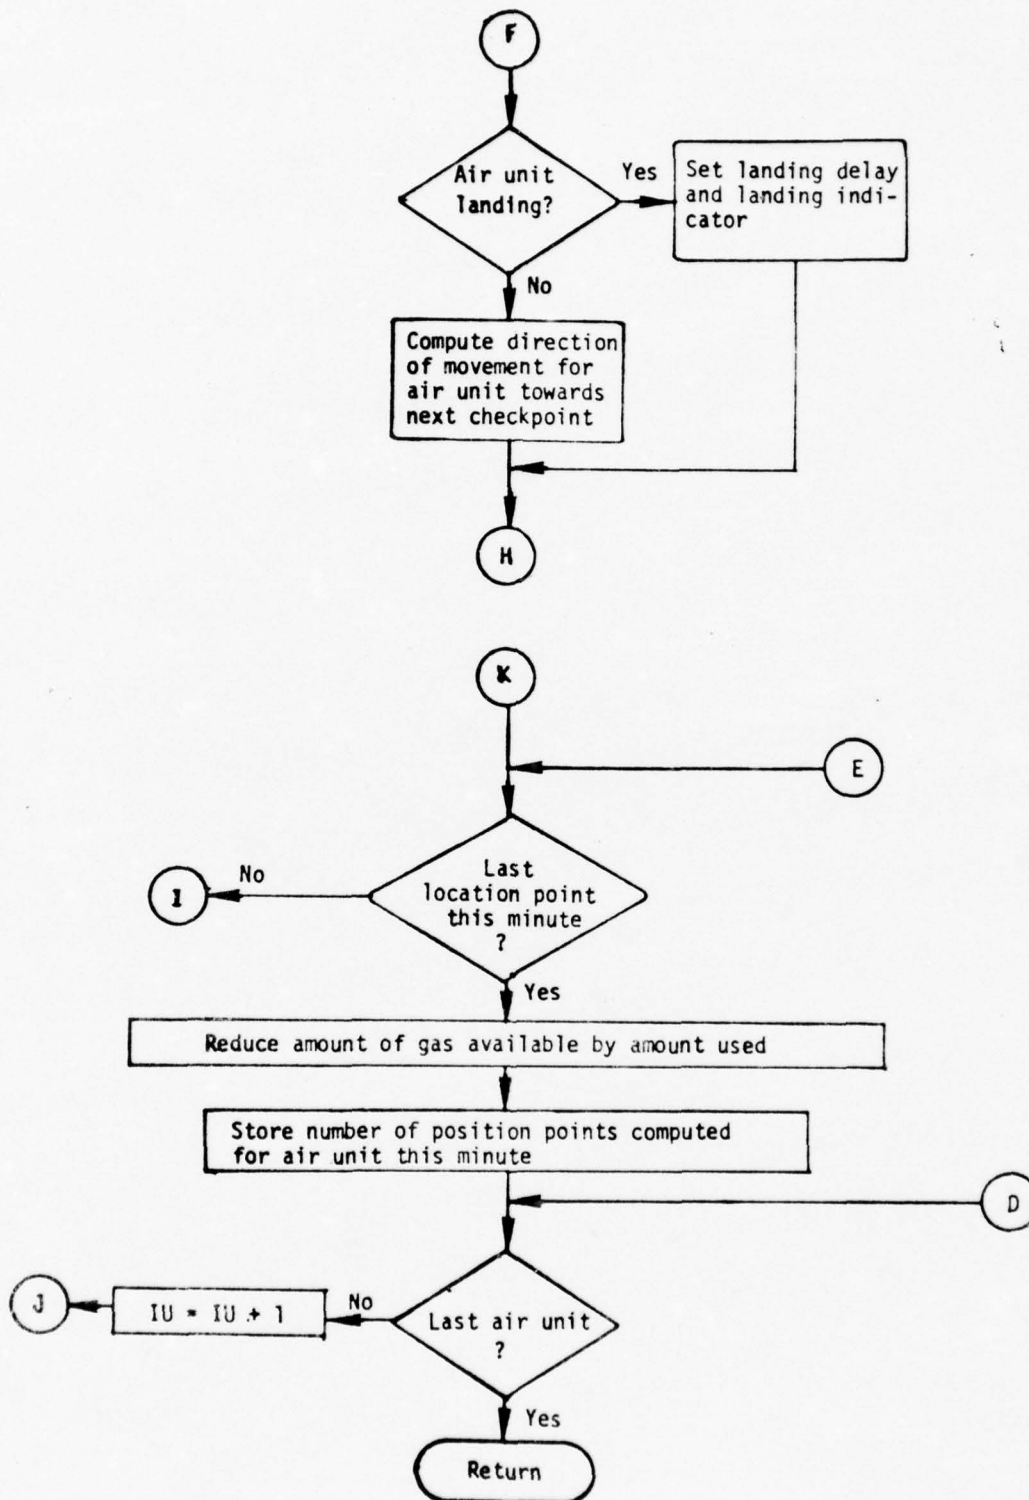 F
Air unit
landing?
Yes
Set landing delay
and landing indi-
cator
No
Compute direction
of movement for
air unit towards
next checkpoint
H
K
E
Last
location point
this minute
?
No
I
Yes
Reduce amount of gas available by amount used
Store number of position points computed
for air unit this minute
D
Last air unit
?
No
IU = IU + 1
J
Yes
Return